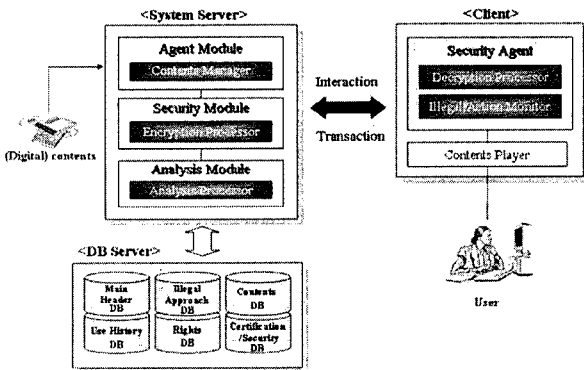 <System Server>
Agent Module
Contents Manager
Security Module
Encryption Processor
Analysis Module
Analysis Processor
(Digital) contents
Interaction
Transaction
<Client>
Security Agent
Decryption Processor
Illegal Action Monitor
Contents Player
User
<DB Server>
Main
Header
DB
Illegal
Approach
DB
Contents
DB
Use History
DB
Rights
DB
Certification
/Security
DB